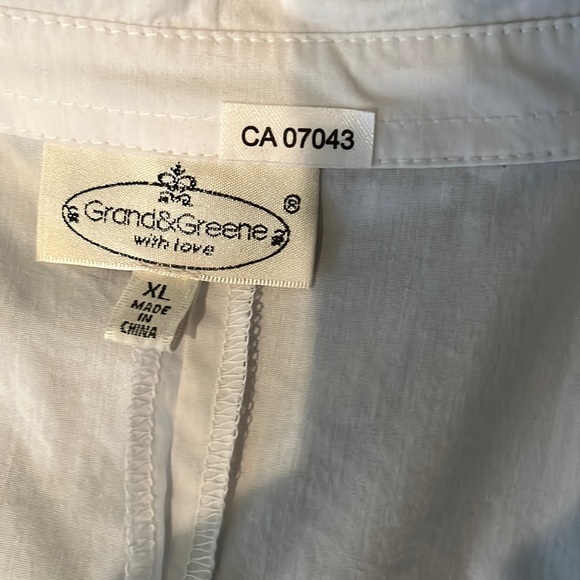 CA 07043
Grand&Greene ®
with love
XL
MADE
IN
CHINA